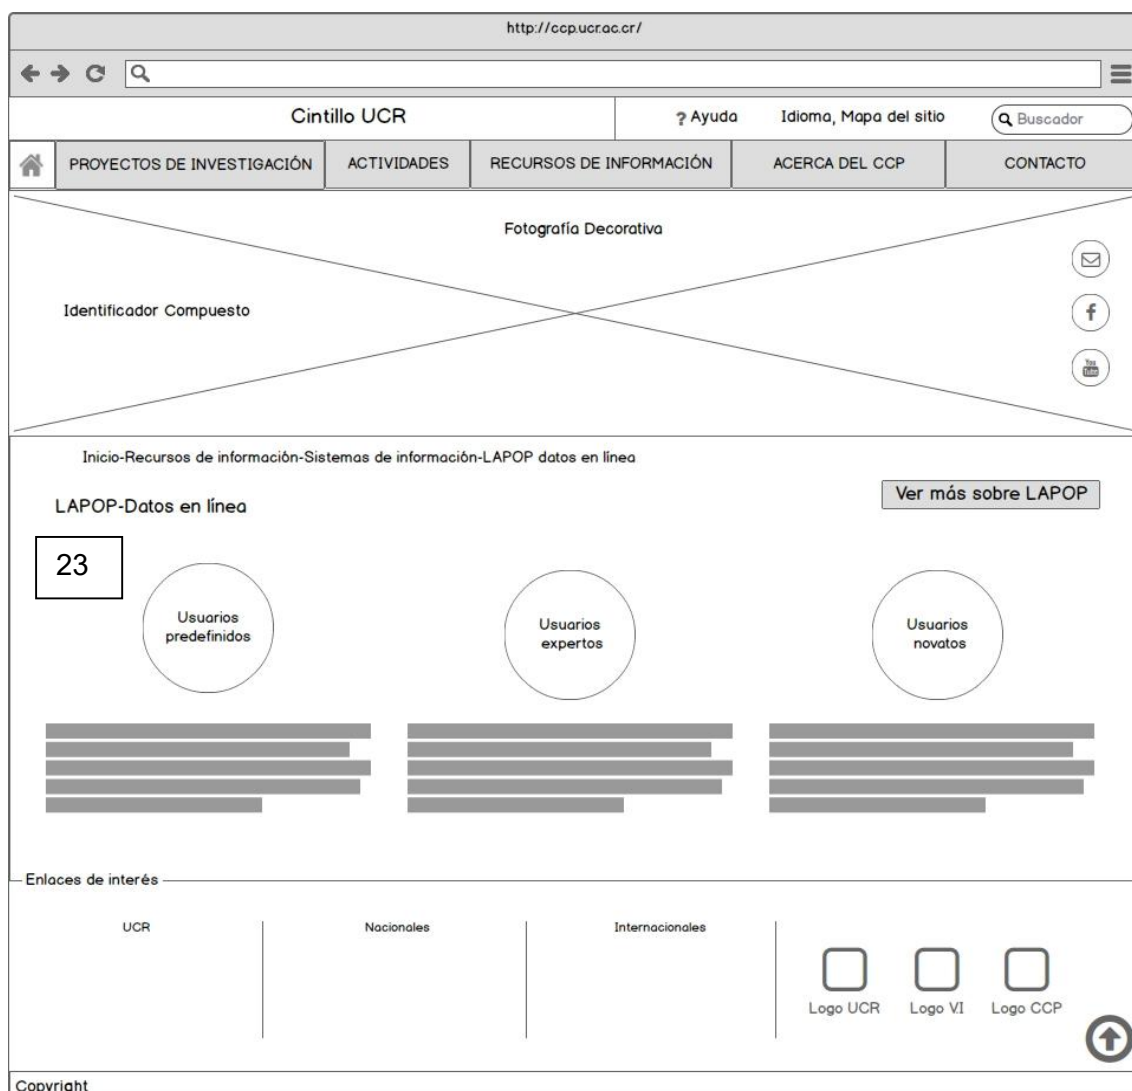 http://ccp.ucr.ac.cr/
Cintillo UCR
? Ayuda
Idioma, Mapa del sitio
Buscador
PROYECTOS DE INVESTIGACIÓN
ACTIVIDADES
RECURSOS DE INFORMACIÓN
ACERCA DEL CCP
CONTACTO
Fotografía Decorativa
Identificador Compuesto
f
You
Tube
Inicio-Recursos de información-Sistemas de información-LAPOP datos en línea
Ver más sobre LAPOP
LAPOP-Datos en línea
23
Usuarios
predefinidos
Usuarios
expertos
Usuarios
novatos
Enlaces de interés
UCR
Nacionales
Internacionales
Logo UCR
Logo V.I
Logo CCP
Copyright